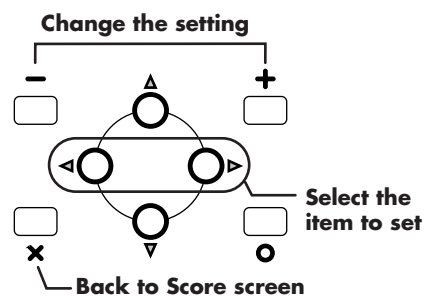 Change the setting
− +
Select the
item to set
Back to Score screen